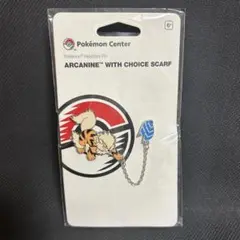 Pokémon Center
ARCANINE™ WITH CHOICE SCARF